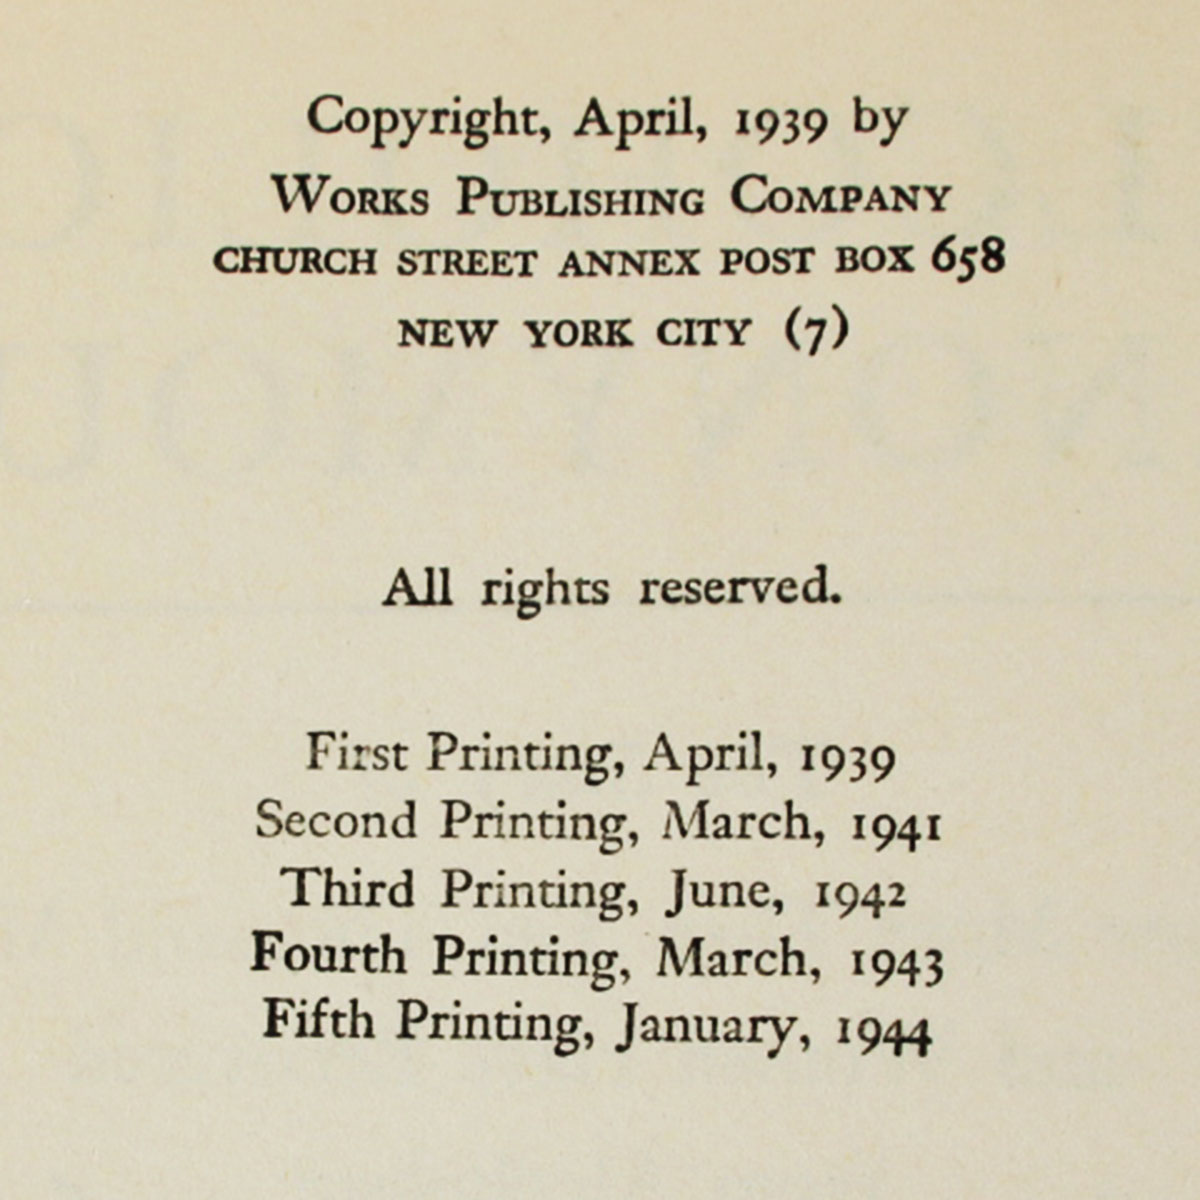 Copyright, April, 1939 by
Works Publishing Company
CHURCH STREET ANNEX POST BOX 658
NEW YORK CITY (7)
All rights reserved.
First Printing, April, 1939
Second Printing, March, 1941
Third Printing, June, 1942
Fourth Printing, March, 1943
Fifth Printing, January, 1944